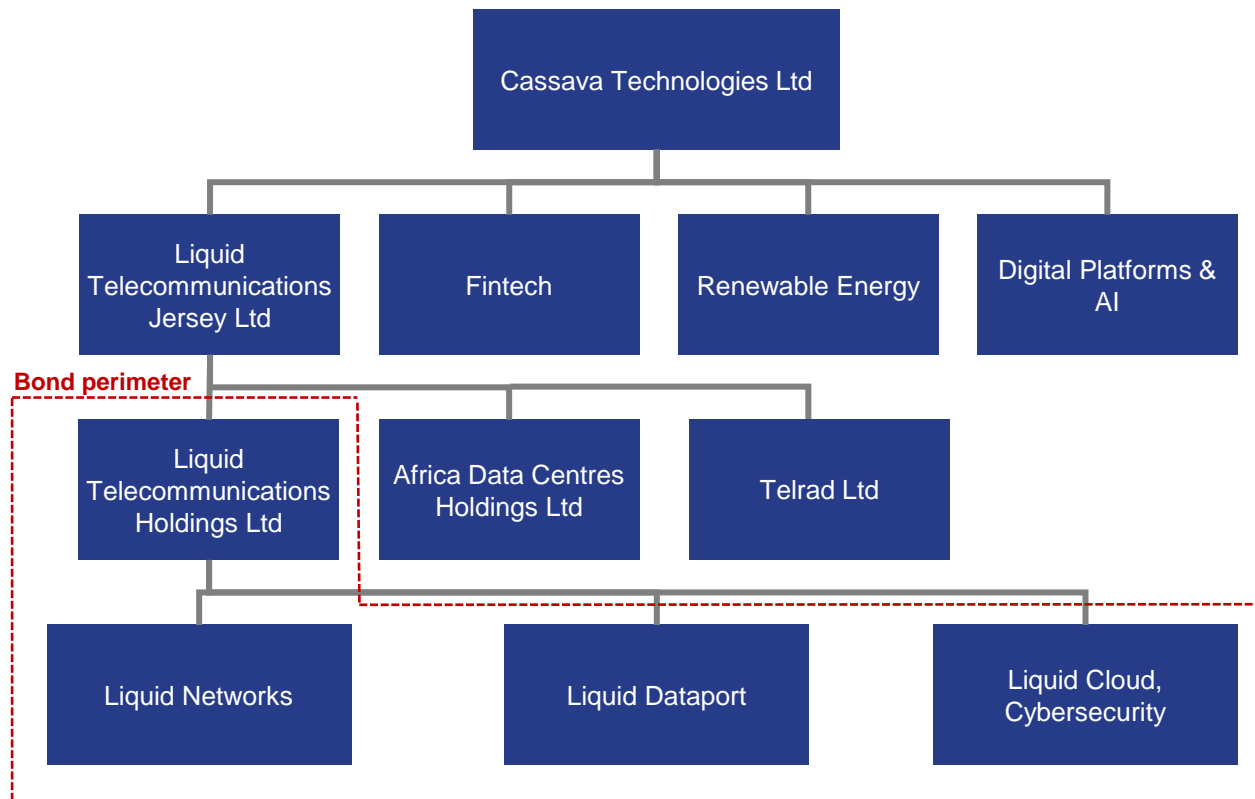 Cassava Technologies Ltd
Liquid
Telecommunications
Jersey Ltd
Fintech
Renewable Energy
Digital Platforms &
AI
Bond perimeter
Liquid
Telecommunications
Holdings Ltd
Africa Data Centres
Holdings Ltd
Telrad Ltd
Liquid Networks
Liquid Dataport
Liquid Cloud,
Cybersecurity